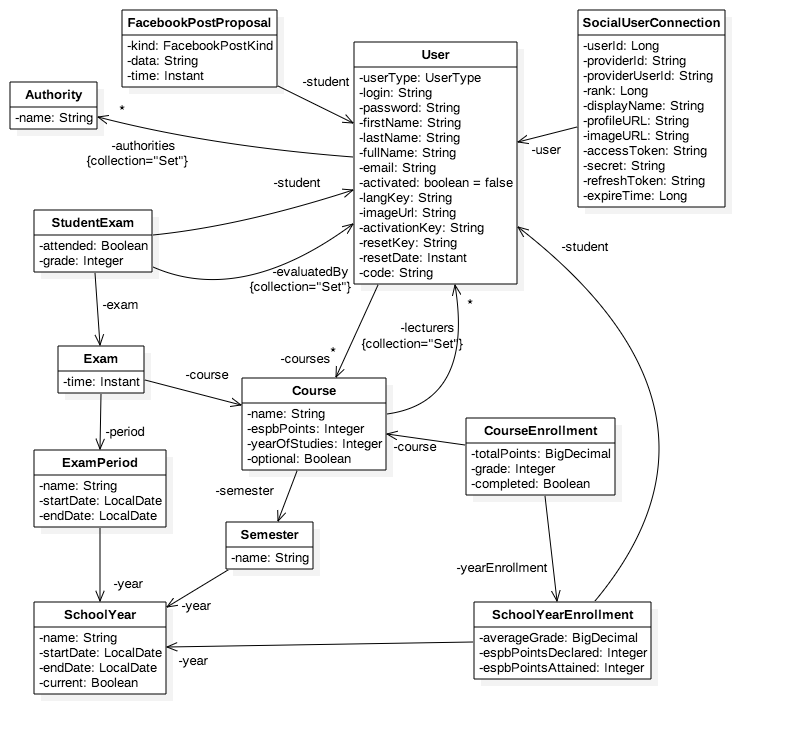 FacebookPostProposal
-kind: FacebookPostKind
-data: String
-time: Instant
SocialUserConnection
-userId: Long
-providerId: String
-providerUserId: String
-rank: Long
-displayName: String
-profileURL: String
-imageURL: String
-accessToken: String
-secret: String
-refreshToken: String
-expireTime: Long
User
-userType: UserType
-login: String
-password: String
-firstName: String
-lastName: String
-fullName: String
-email: String
-activated: boolean = false
-langKey: String
-imageUrl: String
-activationKey: String
-resetKey: String
-resetDate: Instant
-code: String
Authority
-name: String
-student
*
-authorities
{collection="Set"}
-user
-student
StudentExam
-attended: Boolean
-grade: Integer
-evaluatedBy
{collection="Set"}
-student
-exam
*
-lecturers
{collection="Set"}
*
-courses
Exam
-time: Instant
-course
Course
-name: String
-espbPoints: Integer
-yearOfStudies: Integer
-optional: Boolean
CourseEnrollment
-totalPoints: BigDecimal
-grade: Integer
-completed: Boolean
-course
-period
ExamPeriod
-name: String
-startDate: LocalDate
-endDate: LocalDate
-semester
Semester
-name: String
-yearEnrollment
-year
-year
SchoolYear
-name: String
-startDate: LocalDate
-endDate: LocalDate
-current: Boolean
SchoolYearEnrollment
-averageGrade: BigDecimal
-espbPointsDeclared: Integer
-espbPointsAttained: Integer
-year